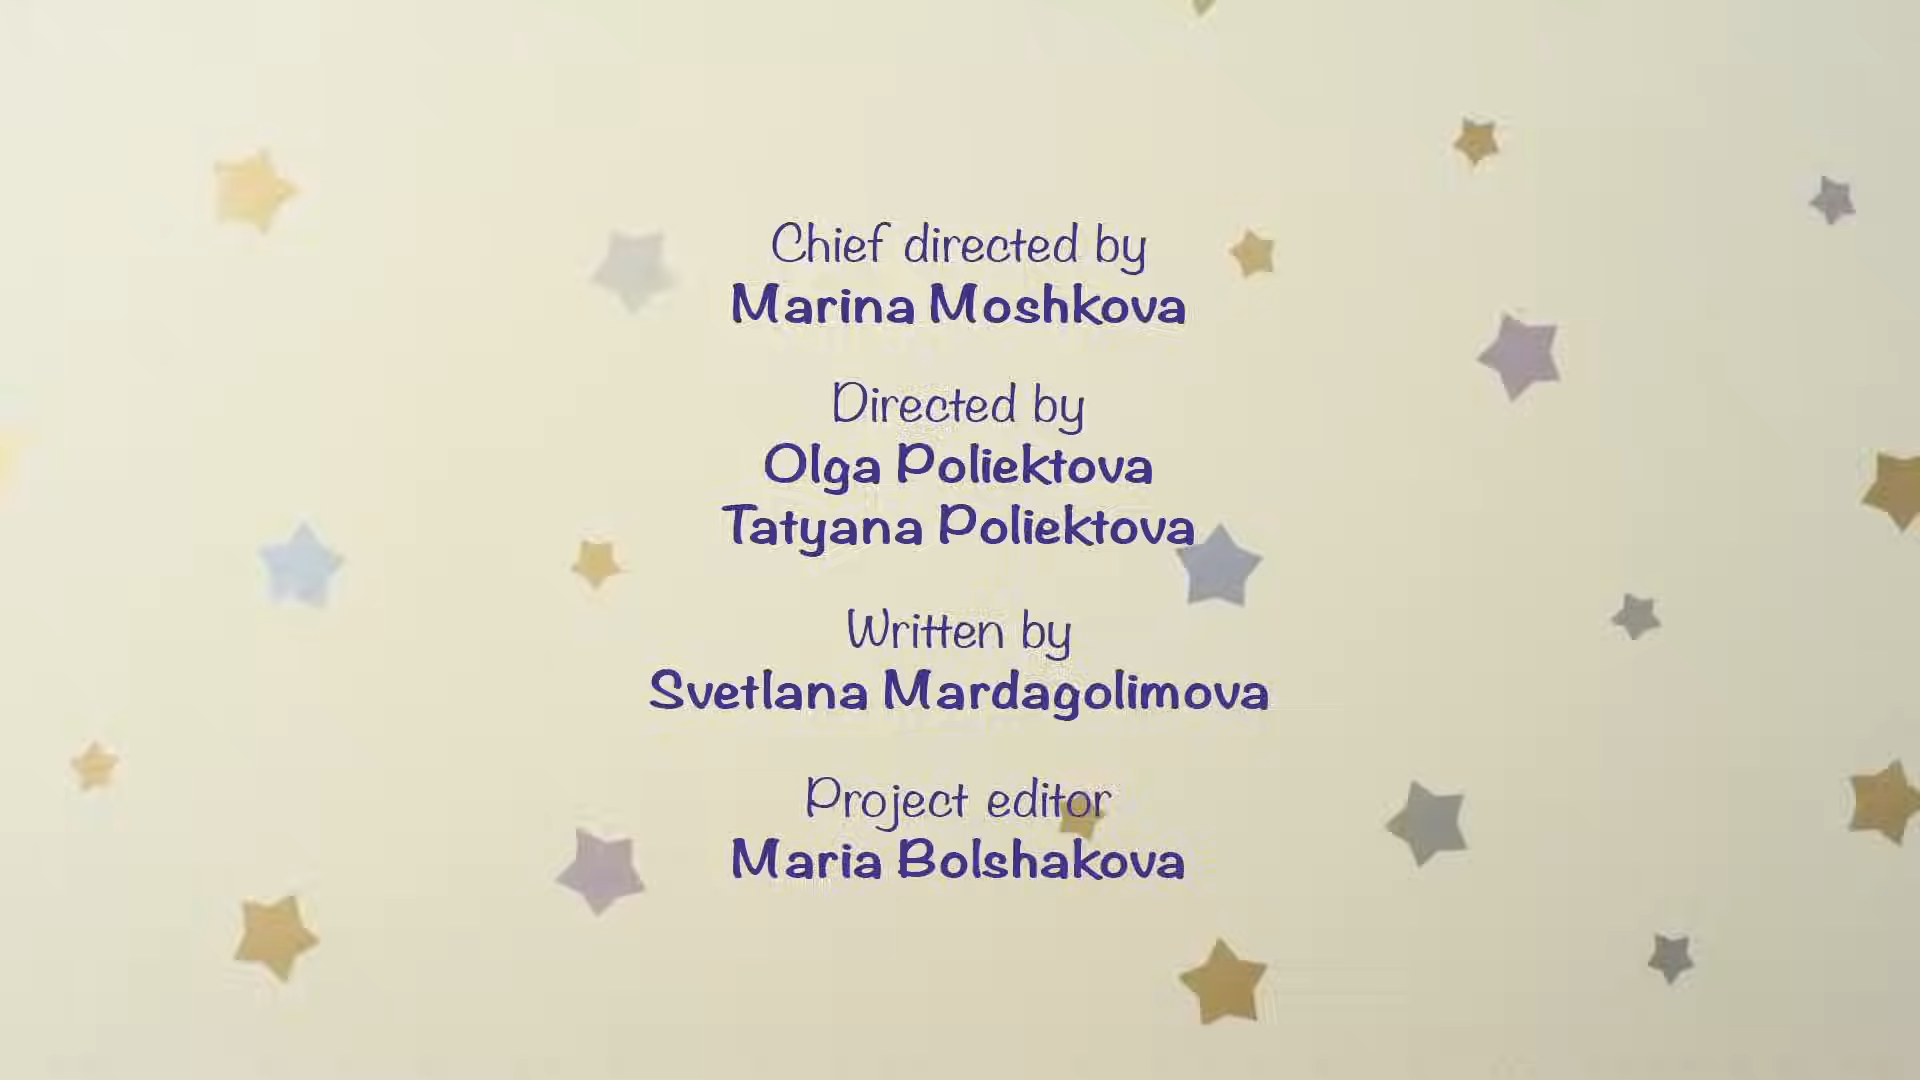 Chief directed by
Marina Moshkova
Directed by
Olga Poliektova
Tatyana Poliektova
Written by
Svetlana Mardagolimova
Project editor
Maria Bolshakova